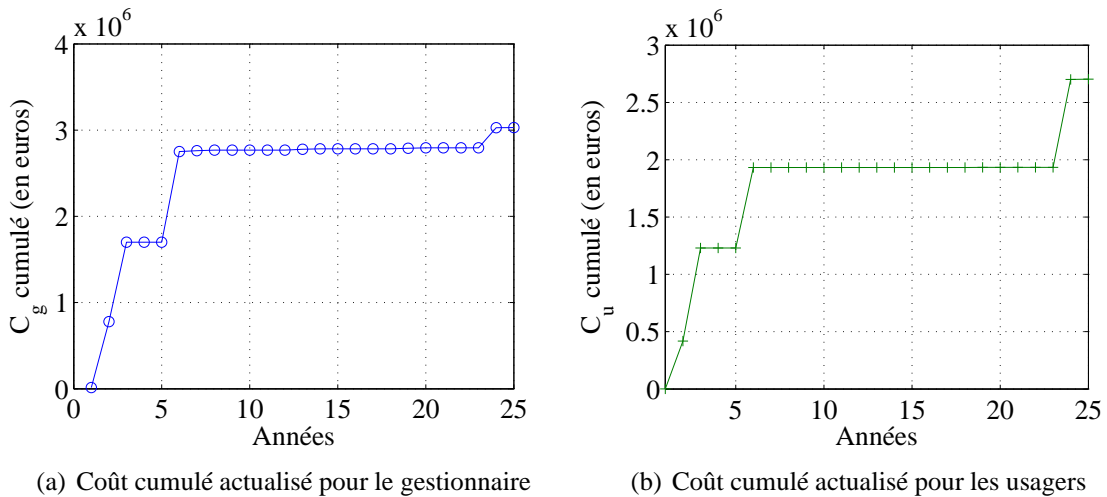 x 10^6
4
3
2
1
0
C_g cumulé (en euros)
0
5
10
15
20
25
Années
(a) Coût cumulé actualisé pour le gestionnaire
x 10^6
3
2.5
2
1.5
1
0.5
0
C_u cumulé (en euros)
5
10
15
20
25
Années
(b) Coût cumulé actualisé pour les usagers